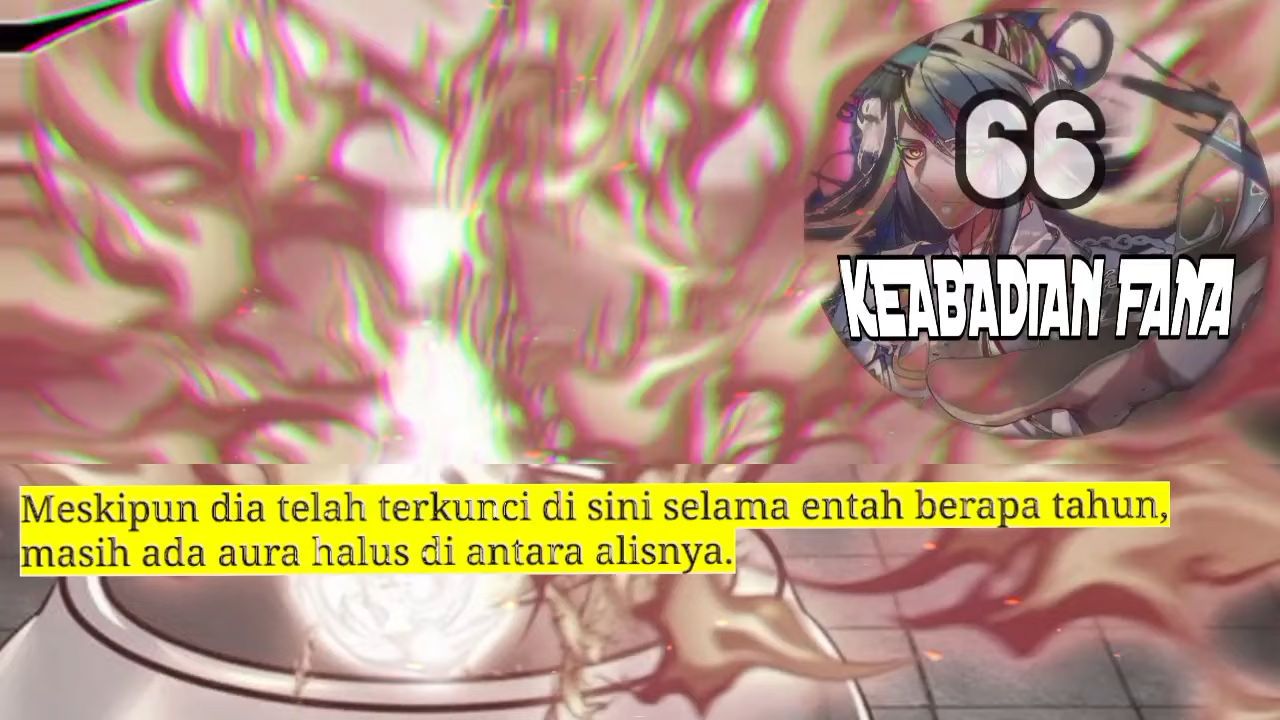 66
KEABADIAN FANA
Meskipun dia telah terkunci di sini selama entah berapa tahun,
masih ada aura halus di antara alisnya.